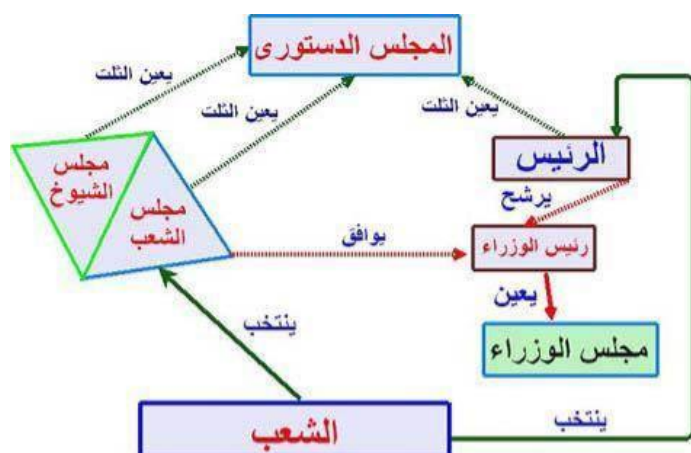 المجلس الدستورى
يعين الثلث
يعين الثلث
يعين الثلث
الرئيس
مجلس
الشيوخ
مجلس
الشعب
يرشح
يوافق
رئيس الوزراء
يعين
مجلس الوزراء
ينتخب
الشعب
ينتخب